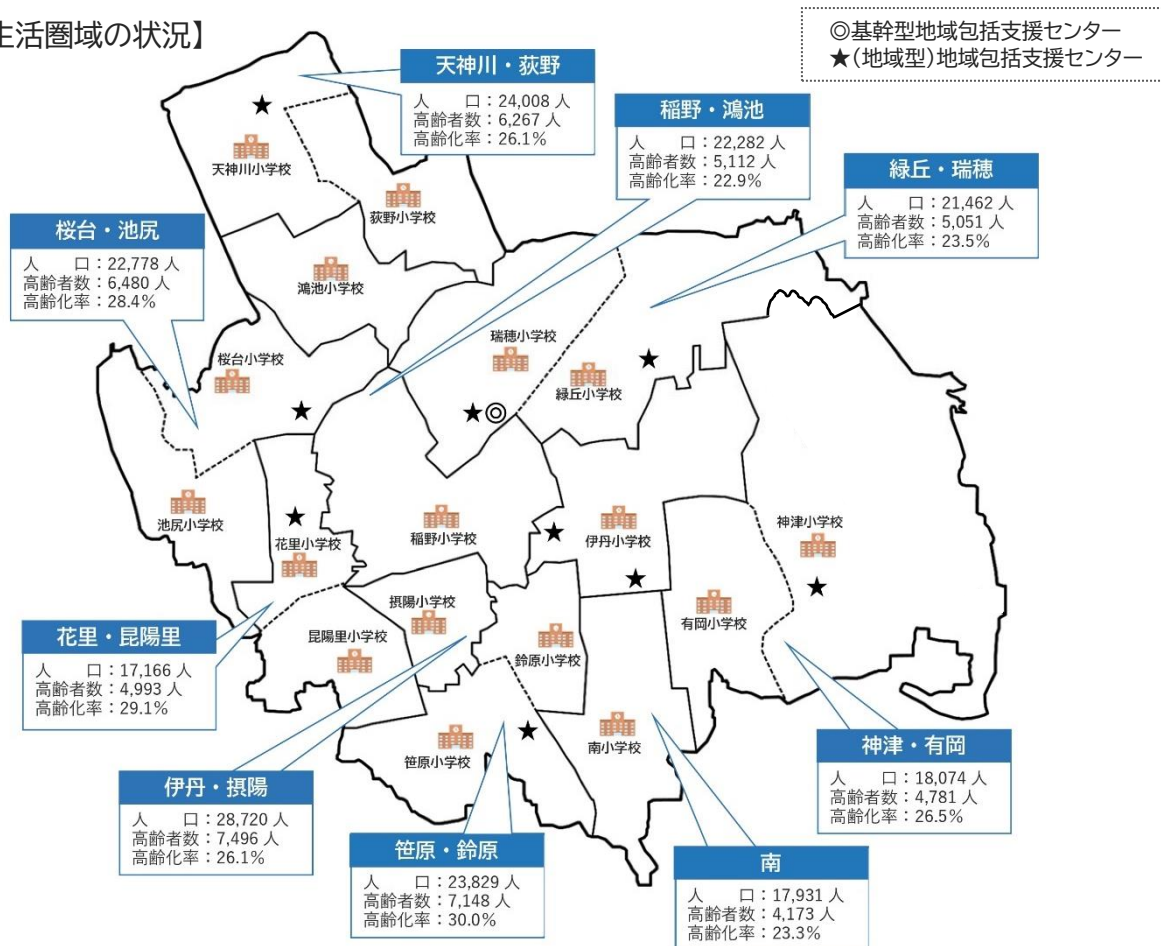 生活圏域の状況】
◎基幹型地域包括支援センター
★(地域型)地域包括支援センター
天神川・荻野
人　　口：24,008 人
高齢者数：6,267 人
高齢化率：26.1%
稲野・鴻池
人　　口：22,282 人
高齢者数：5,112 人
高齢化率：22.9%
緑丘・瑞穂
人　　口：21,462 人
高齢者数：5,051 人
高齢化率：23.5%
桜台・池尻
人　　口：22,778 人
高齢者数：6,480 人
高齢化率：28.4%
天神川小学校
荻野小学校
鴻池小学校
桜台小学校
瑞穂小学校
緑丘小学校
池尻小学校
花里小学校
稲野小学校
伊丹小学校
神津小学校
摂陽小学校
昆陽里小学校
鈴原小学校
有岡小学校
笹原小学校
南小学校
花里・昆陽里
人　　口：17,166 人
高齢者数：4,993 人
高齢化率：29.1%
伊丹・摂陽
人　　口：28,720 人
高齢者数：7,496 人
高齢化率：26.1%
笹原・鈴原
人　　口：23,829 人
高齢者数：7,148 人
高齢化率：30.0%
南
人　　口：17,931 人
高齢者数：4,173 人
高齢化率：23.3%
神津・有岡
人　　口：18,074 人
高齢者数：4,781 人
高齢化率：26.5%